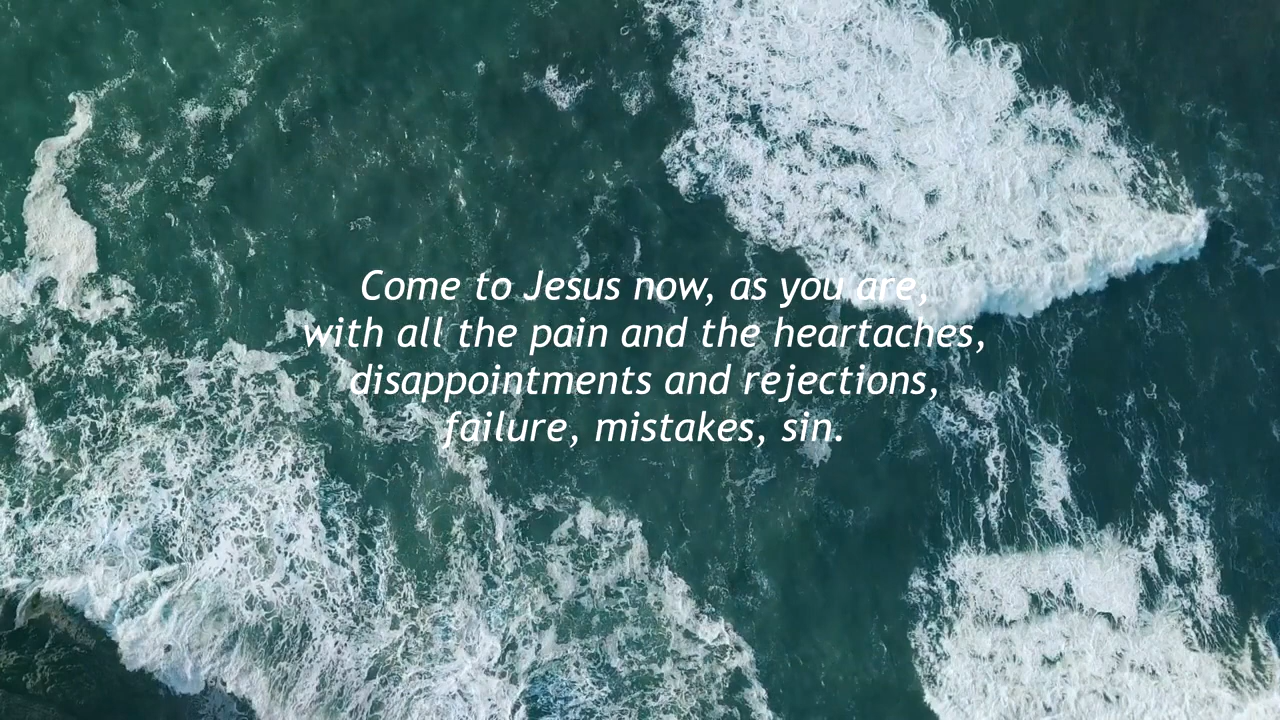 Come to Jesus now, as you are,
with all the pain and the heartaches,
disappointments and rejections,
failure, mistakes, sin.